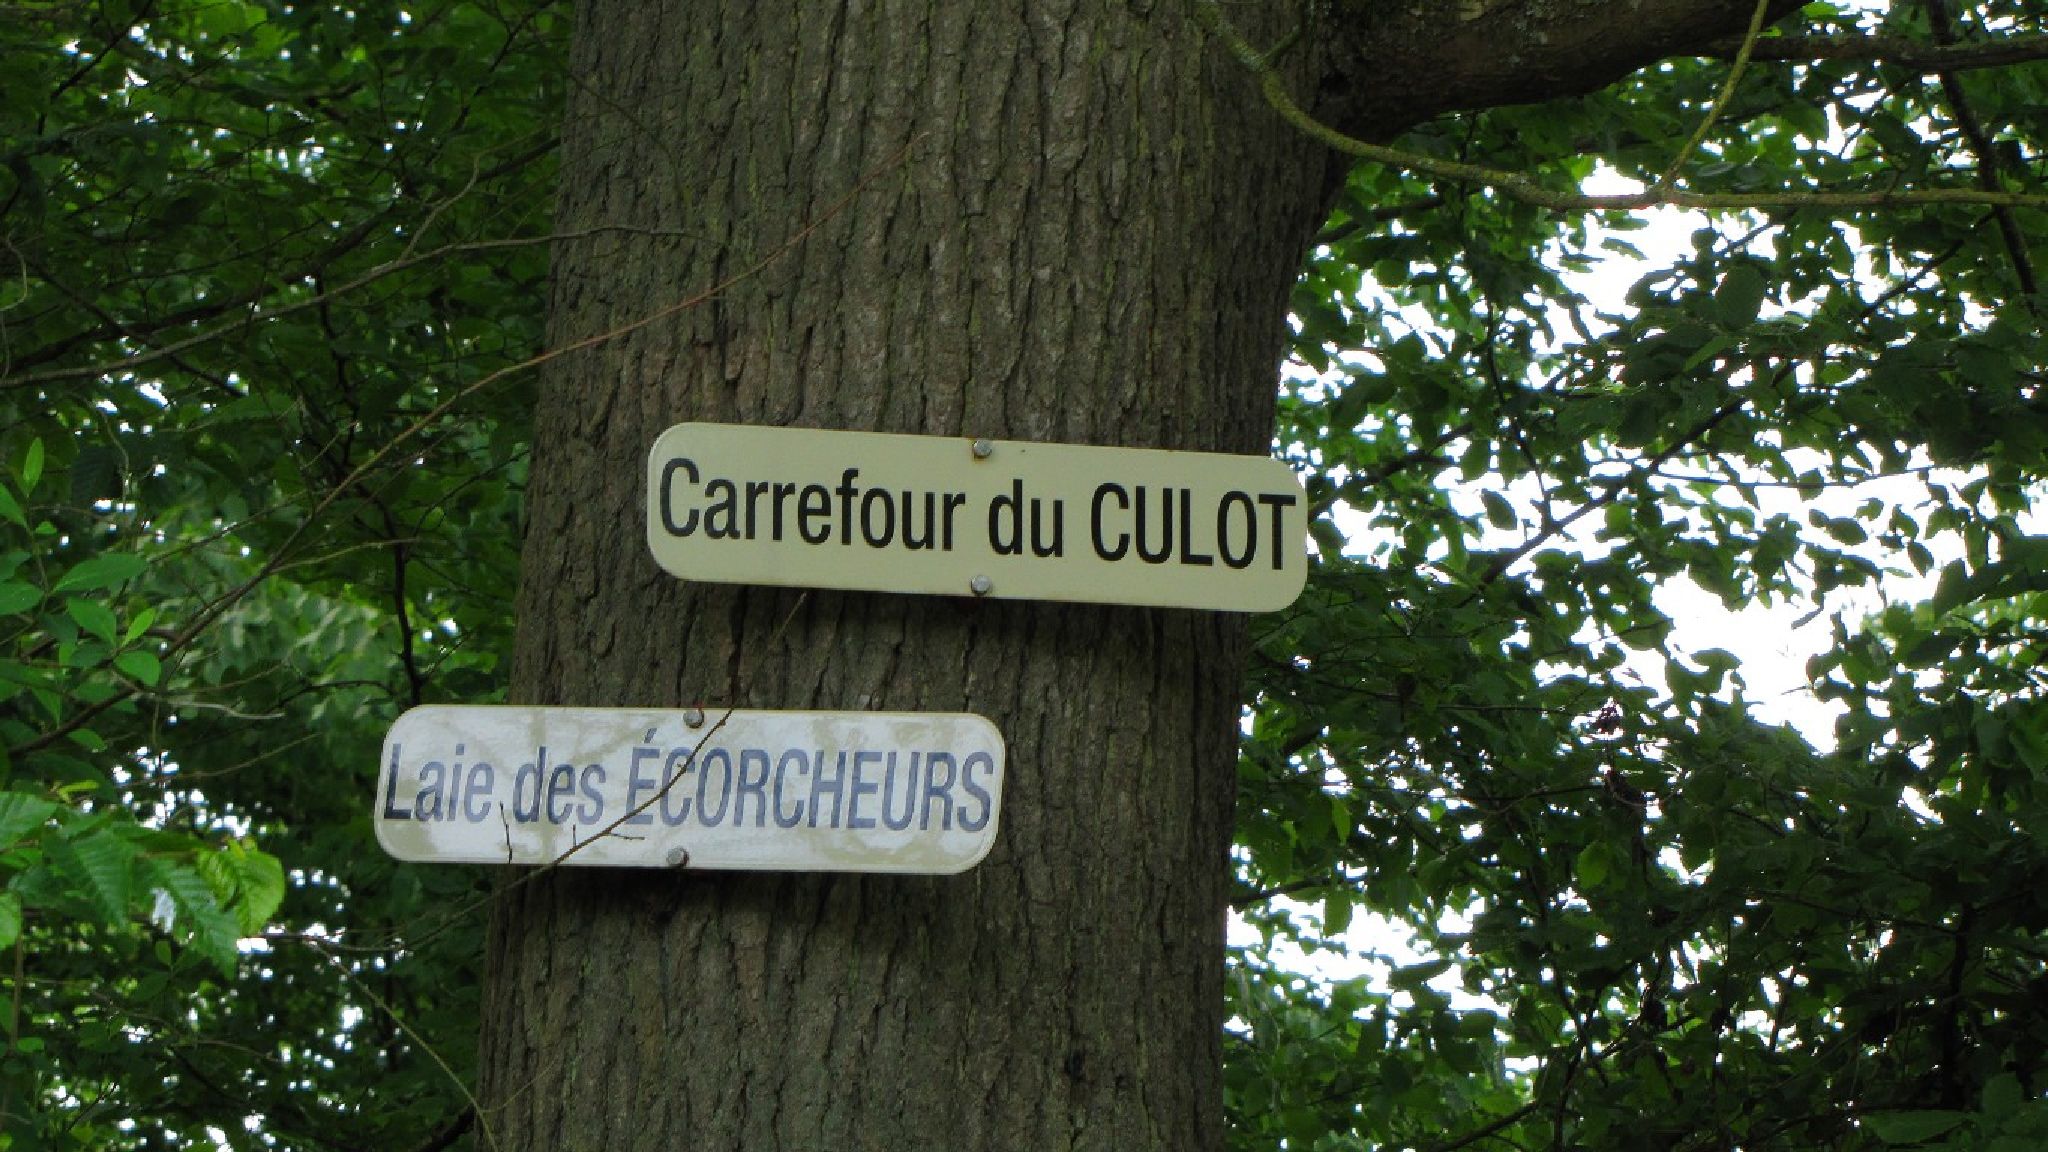 Carrefour du CULOT
Laie des ÉCORCHEURS